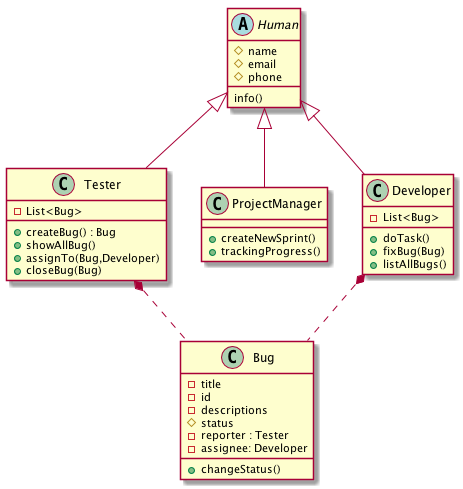 A Human
name
email
phone
info()
C Tester
List<Bug>
createBug() : Bug
showAllBug()
assignTo(Bug,Developer)
closeBug(Bug)
C ProjectManager
createNewSprint()
trackingProgress()
C Developer
List<Bug>
doTask()
fixBug(Bug)
listAllBugs()
C Bug
title
id
descriptions
status
reporter : Tester
assignee: Developer
changeStatus()